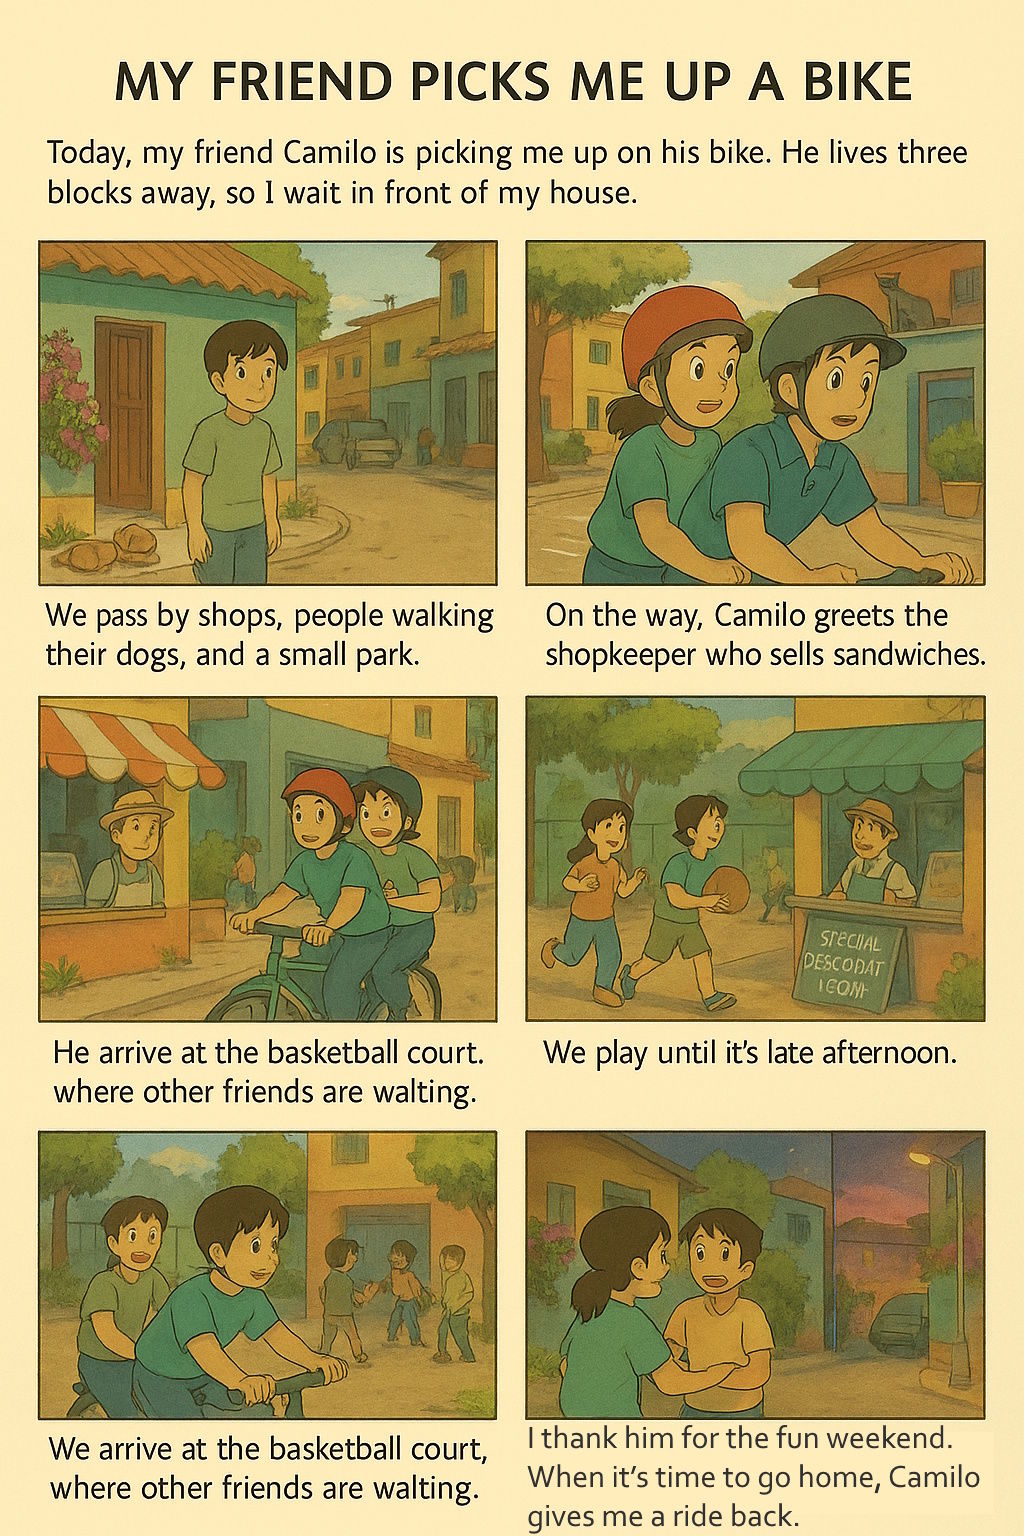 MY FRIEND PICKS ME UP A BIKE
Today, my friend Camilo is picking me up on his bike. He lives three
blocks away, so I wait in front of my house.
We pass by shops, people walking
their dogs, and a small park.
On the way, Camilo greets the
shopkeeper who sells sandwiches.
SPECIIAL
DESCODAT
He arrive at the basketball court.
where other friends are walting.
We play until it's late afternoon.
We arrive at the basketball court,
where other friends are walting.
I thank him for the fun weekend.
When it's time to go home, Camilo
gives me a ride back.